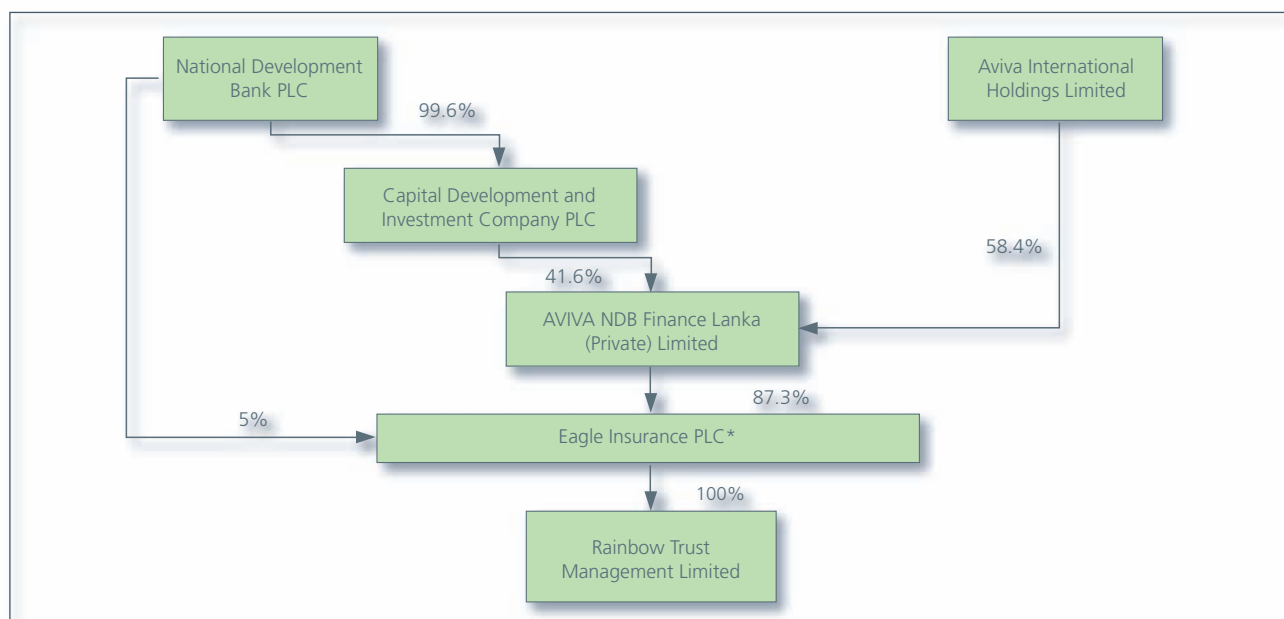 National Development
Bank PLC
Aviva International
Holdings Limited
99.6%
Capital Development and
Investment Company PLC
58.4%
41.6%
AVIVA NDB Finance Lanka
(Private) Limited
87.3%
5%
Eagle Insurance PLC*
100%
Rainbow Trust
Management Limited